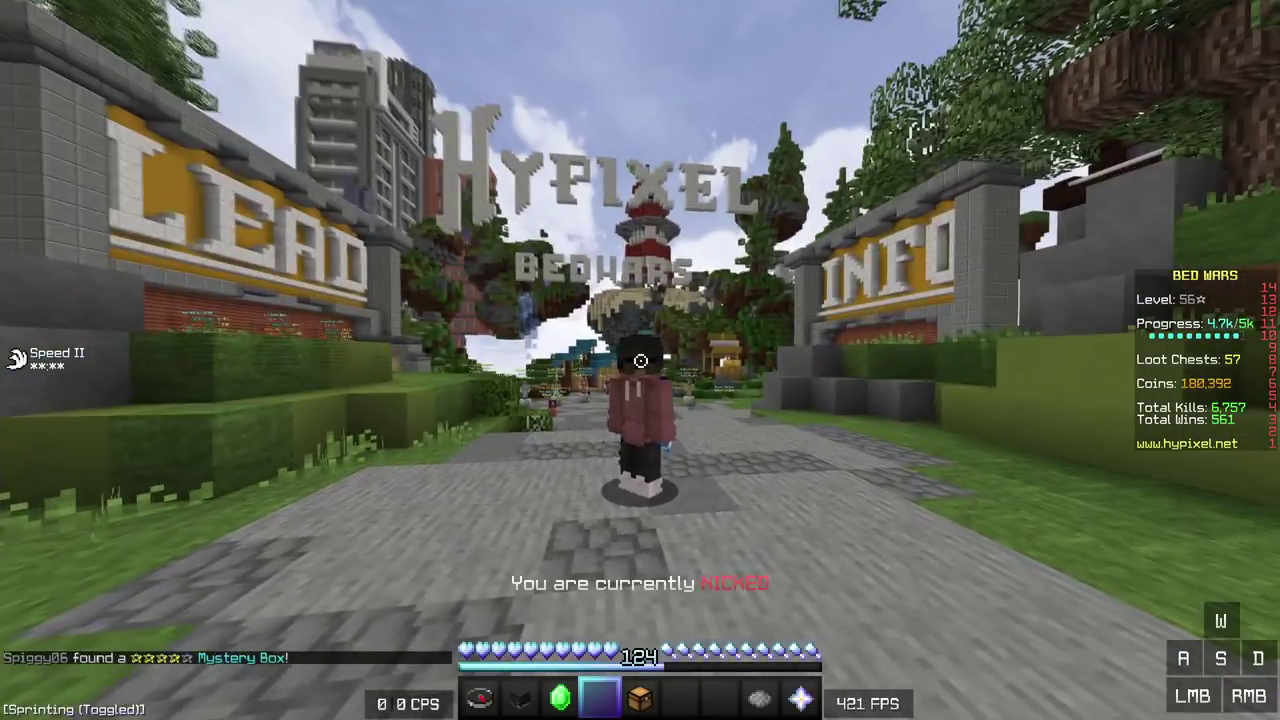 HYPIXEL
BEDWARS
LEAD
INFO
Speed II
**:**
BED WARS
14
Level: 56☆
13
12
Progress: 4.7k/5k
11
10
9
Loot Chests: 57
8
7
Coins: 180,392
6
5
Total Kills: 6,757
4
Total Wins: 561
3
2
www.hypixel.net
1
You are currently NICKED
Spiggy06 found a ☆☆☆☆☆ Mystery Box!
124
[Sprinting (Toggled)]
0 0 CPS
421 FPS
W
A S D
LMB RMB